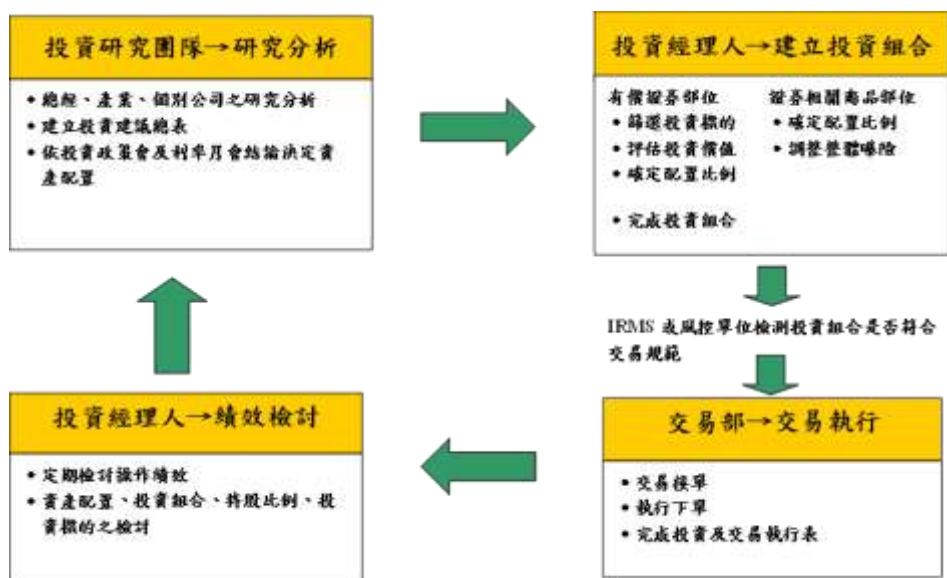 投資研究團隊→研究分析
• 總經、產業、個別公司之研究分析
• 建立投資建議總表
• 依投資政策會及利率月會結論決定資
產配置
投資經理人→建立投資組合
有價證券部位
• 篩選投資標的
• 評估投資價值
• 確定配置比例
• 完成投資組合
證券相關商品部位
• 確定配置比例
• 調整整體曝險
IRMS 或風控單位檢測投資組合是否符合
交易規範
交易部→交易執行
• 交易接單
• 執行下單
• 完成投資及交易執行表
投資經理人→績效檢討
• 定期檢討操作績效
• 資產配置、投資組合、持股比例、投
資標的之檢討